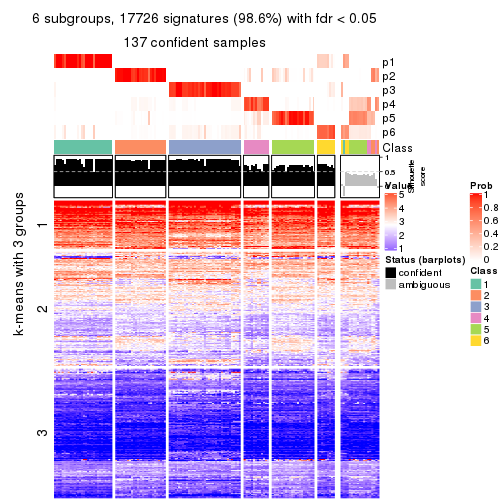 6 subgroups, 17726 signatures (98.6%) with fdr < 0.05
137 confident samples
p1
p2
p3
p4
p5
p6
Class
1
0.5
0
Silhouette
score
k-means with 3 groups
1
2
3
Value
5
4
3
2
1
Status (barplots)
confident
ambiguous
Prob
1
0.8
0.6
0.4
0.2
0
Class
1
2
3
4
5
6